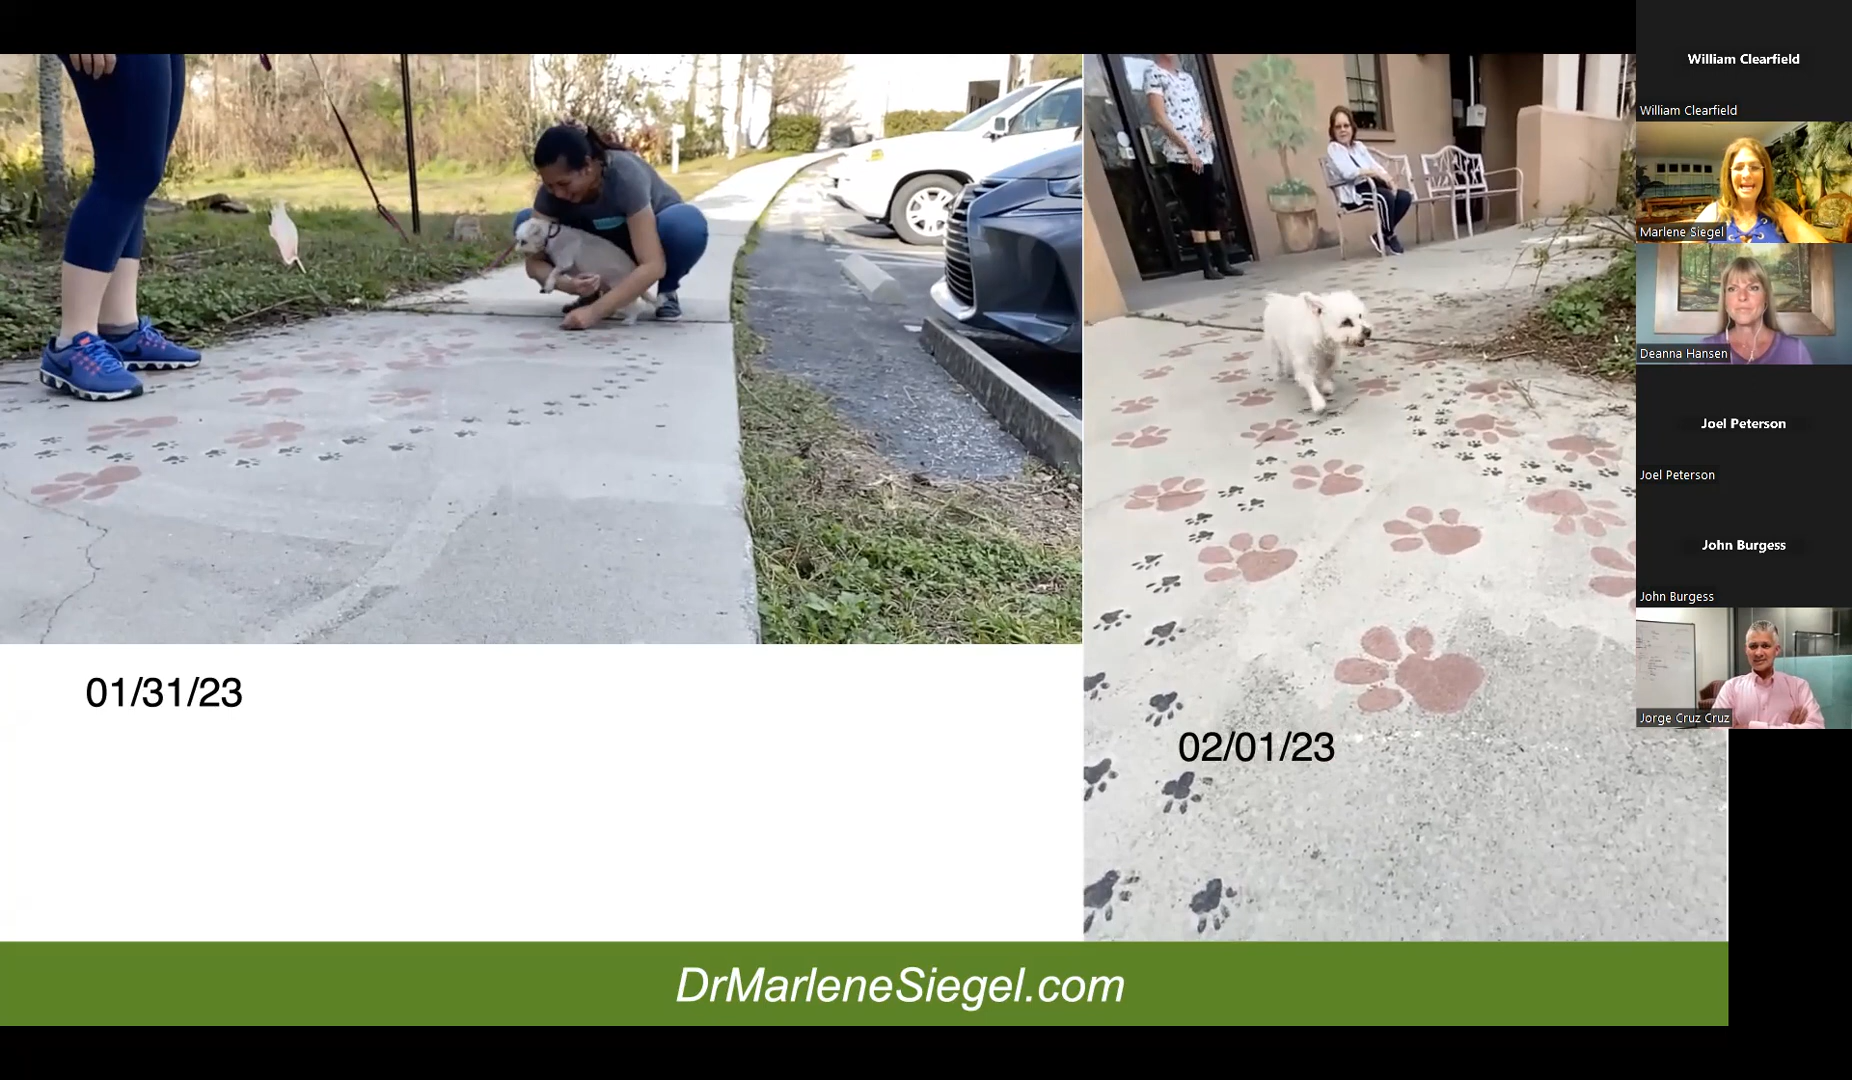 01/31/23
02/01/23
DrMarleneSiegel.com
William Clearfield
William Clearfield
Marlene Siegel
Deanna Hansen
Joel Peterson
Joel Peterson
John Burgess
John Burgess
Jorge Cruz Cruz